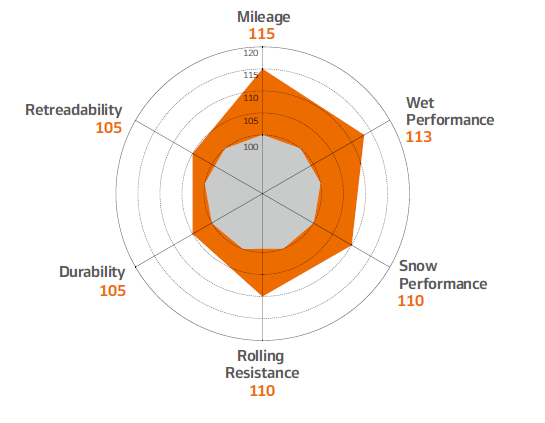 Mileage
115
120
115
110
105
100
Wet
Performance
113
Retreadability
105
Snow
Performance
110
Durability
105
Rolling
Resistance
110